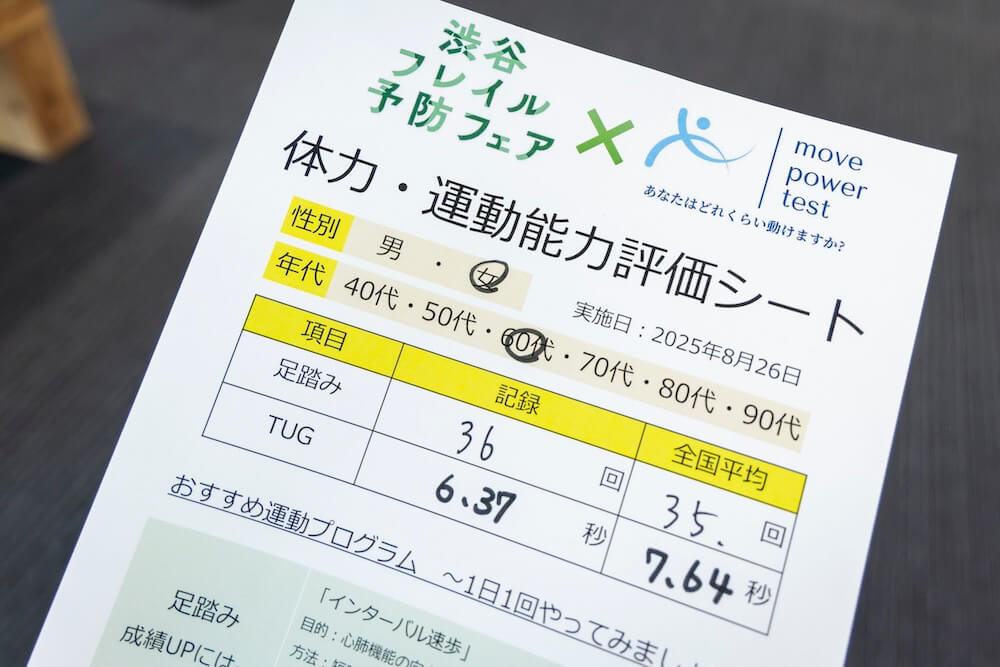 渋谷
フレイル
予防フェア
×
move
power
test
あなたはどれくらい動けますか?
体力・運動能力評価シート
性別 男・女
実施日：2025年8月26日
年代 40代・50代・60代・70代・80代・90代
項目 記録 全国平均
足踏み 36 回 35. 回
TUG 6.37 秒 7.64 秒
おすすめ運動プログラム ～1日1回やってみまし
足踏み
成績UPには
「インターバル速歩」
目的：心肺機能の
方法：